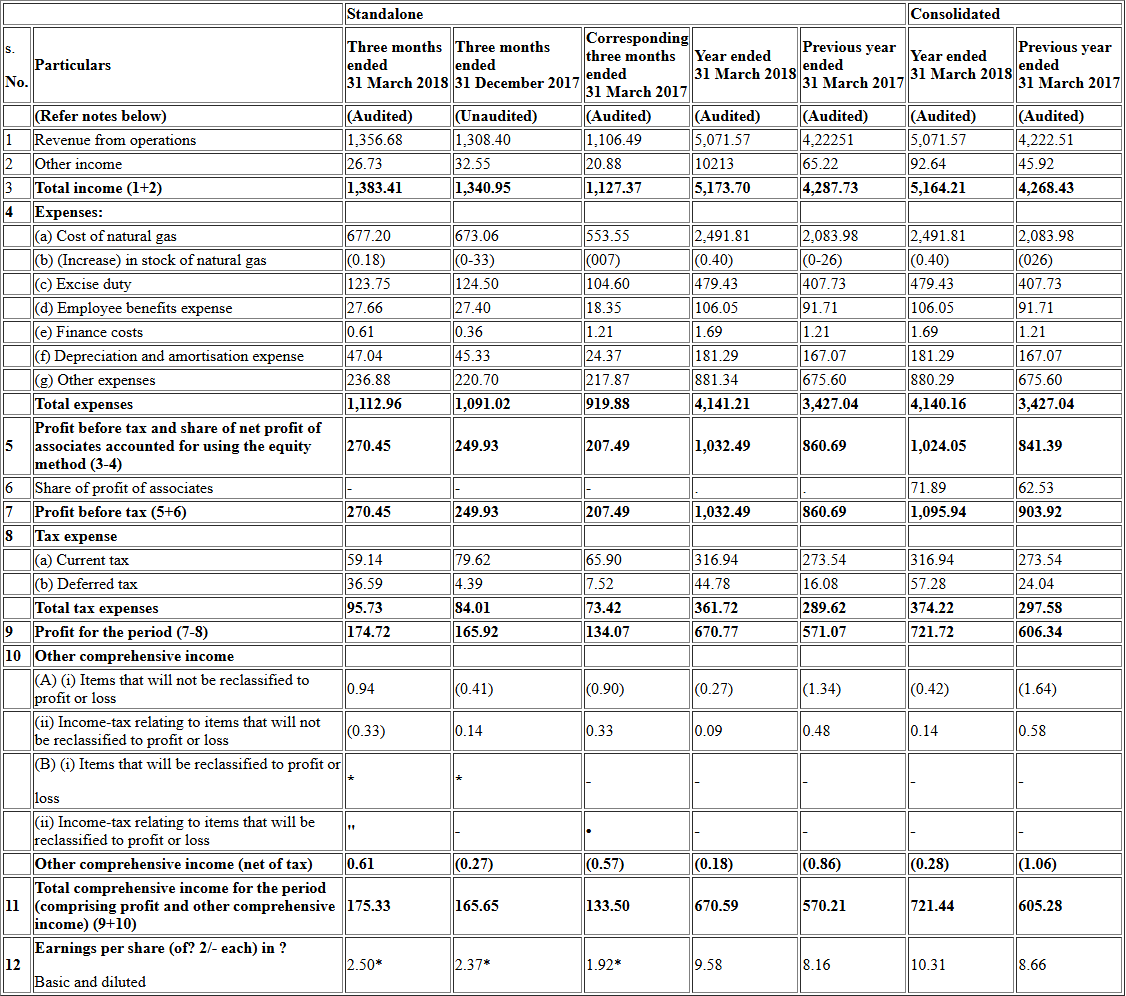 Standalone Consolidated
s. No. Particulars Three months ended 31 March 2018 Three months ended 31 December 2017 Corresponding three months ended 31 March 2017 Year ended 31 March 2018 Previous year ended 31 March 2017 Year ended 31 March 2018 Previous year ended 31 March 2017
(Refer notes below) (Audited) (Unaudited) (Audited) (Audited) (Audited) (Audited) (Audited)
1 Revenue from operations 1,356.68 1,308.40 1,106.49 5,071.57 4,22251 5,071.57 4,222.51
2 Other income 26.73 32.55 20.88 10213 65.22 92.64 45.92
3 Total income (1+2) 1,383.41 1,340.95 1,127.37 5,173.70 4,287.73 5,164.21 4,268.43
4 Expenses:
(a) Cost of natural gas 677.20 673.06 553.55 2,491.81 2,083.98 2,491.81 2,083.98
(b) (Increase) in stock of natural gas (0.18) (0-33) (007) (0.40) (0-26) (0.40) (026)
(c) Excise duty 123.75 124.50 104.60 479.43 407.73 479.43 407.73
(d) Employee benefits expense 27.66 27.40 18.35 106.05 91.71 106.05 91.71
(e) Finance costs 0.61 0.36 1.21 1.69 1.21 1.69 1.21
(f) Depreciation and amortisation expense 47.04 45.33 24.37 181.29 167.07 181.29 167.07
(g) Other expenses 236.88 220.70 217.87 881.34 675.60 880.29 675.60
Total expenses 1,112.96 1,091.02 919.88 4,141.21 3,427.04 4,140.16 3,427.04
5 Profit before tax and share of net profit of associates accounted for using the equity method (3-4) 270.45 249.93 207.49 1,032.49 860.69 1,024.05 841.39
6 Share of profit of associates - - - . . 71.89 62.53
7 Profit before tax (5+6) 270.45 249.93 207.49 1,032.49 860.69 1,095.94 903.92
8 Tax expense
(a) Current tax 59.14 79.62 65.90 316.94 273.54 316.94 273.54
(b) Deferred tax 36.59 4.39 7.52 44.78 16.08 57.28 24.04
Total tax expenses 95.73 84.01 73.42 361.72 289.62 374.22 297.58
9 Profit for the period (7-8) 174.72 165.92 134.07 670.77 571.07 721.72 606.34
10 Other comprehensive income
(A) (i) Items that will not be reclassified to profit or loss 0.94 (0.41) (0.90) (0.27) (1.34) (0.42) (1.64)
(ii) Income-tax relating to items that will not be reclassified to profit or loss (0.33) 0.14 0.33 0.09 0.48 0.14 0.58
(B) (i) Items that will be reclassified to profit or loss * * - - - - -
(ii) Income-tax relating to items that will be reclassified to profit or loss " - • - - - -
Other comprehensive income (net of tax) 0.61 (0.27) (0.57) (0.18) (0.86) (0.28) (1.06)
11 Total comprehensive income for the period (comprising profit and other comprehensive income) (9+10) 175.33 165.65 133.50 670.59 570.21 721.44 605.28
12 Earnings per share (of? 2/- each) in ? Basic and diluted 2.50* 2.37* 1.92* 9.58 8.16 10.31 8.66